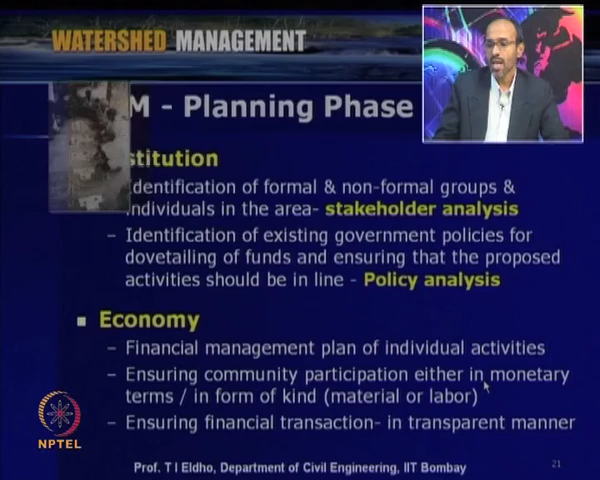 WATERSHED MANAGEMENT
M - Planning Phase
stitution
dentification of formal & non-formal groups &
individuals in the area- stakeholder analysis
– Identification of existing government policies for
dovetailing of funds and ensuring that the proposed
activities should be in line - Policy analysis
■ Economy
– Financial management plan of individual activities
– Ensuring community participation either in monetary
terms / in form of kind (material or labor)
– Ensuring financial transaction- in transparent manner
NPTEL
Prof. T I Eldho, Department of Civil Engineering, IIT Bombay
21